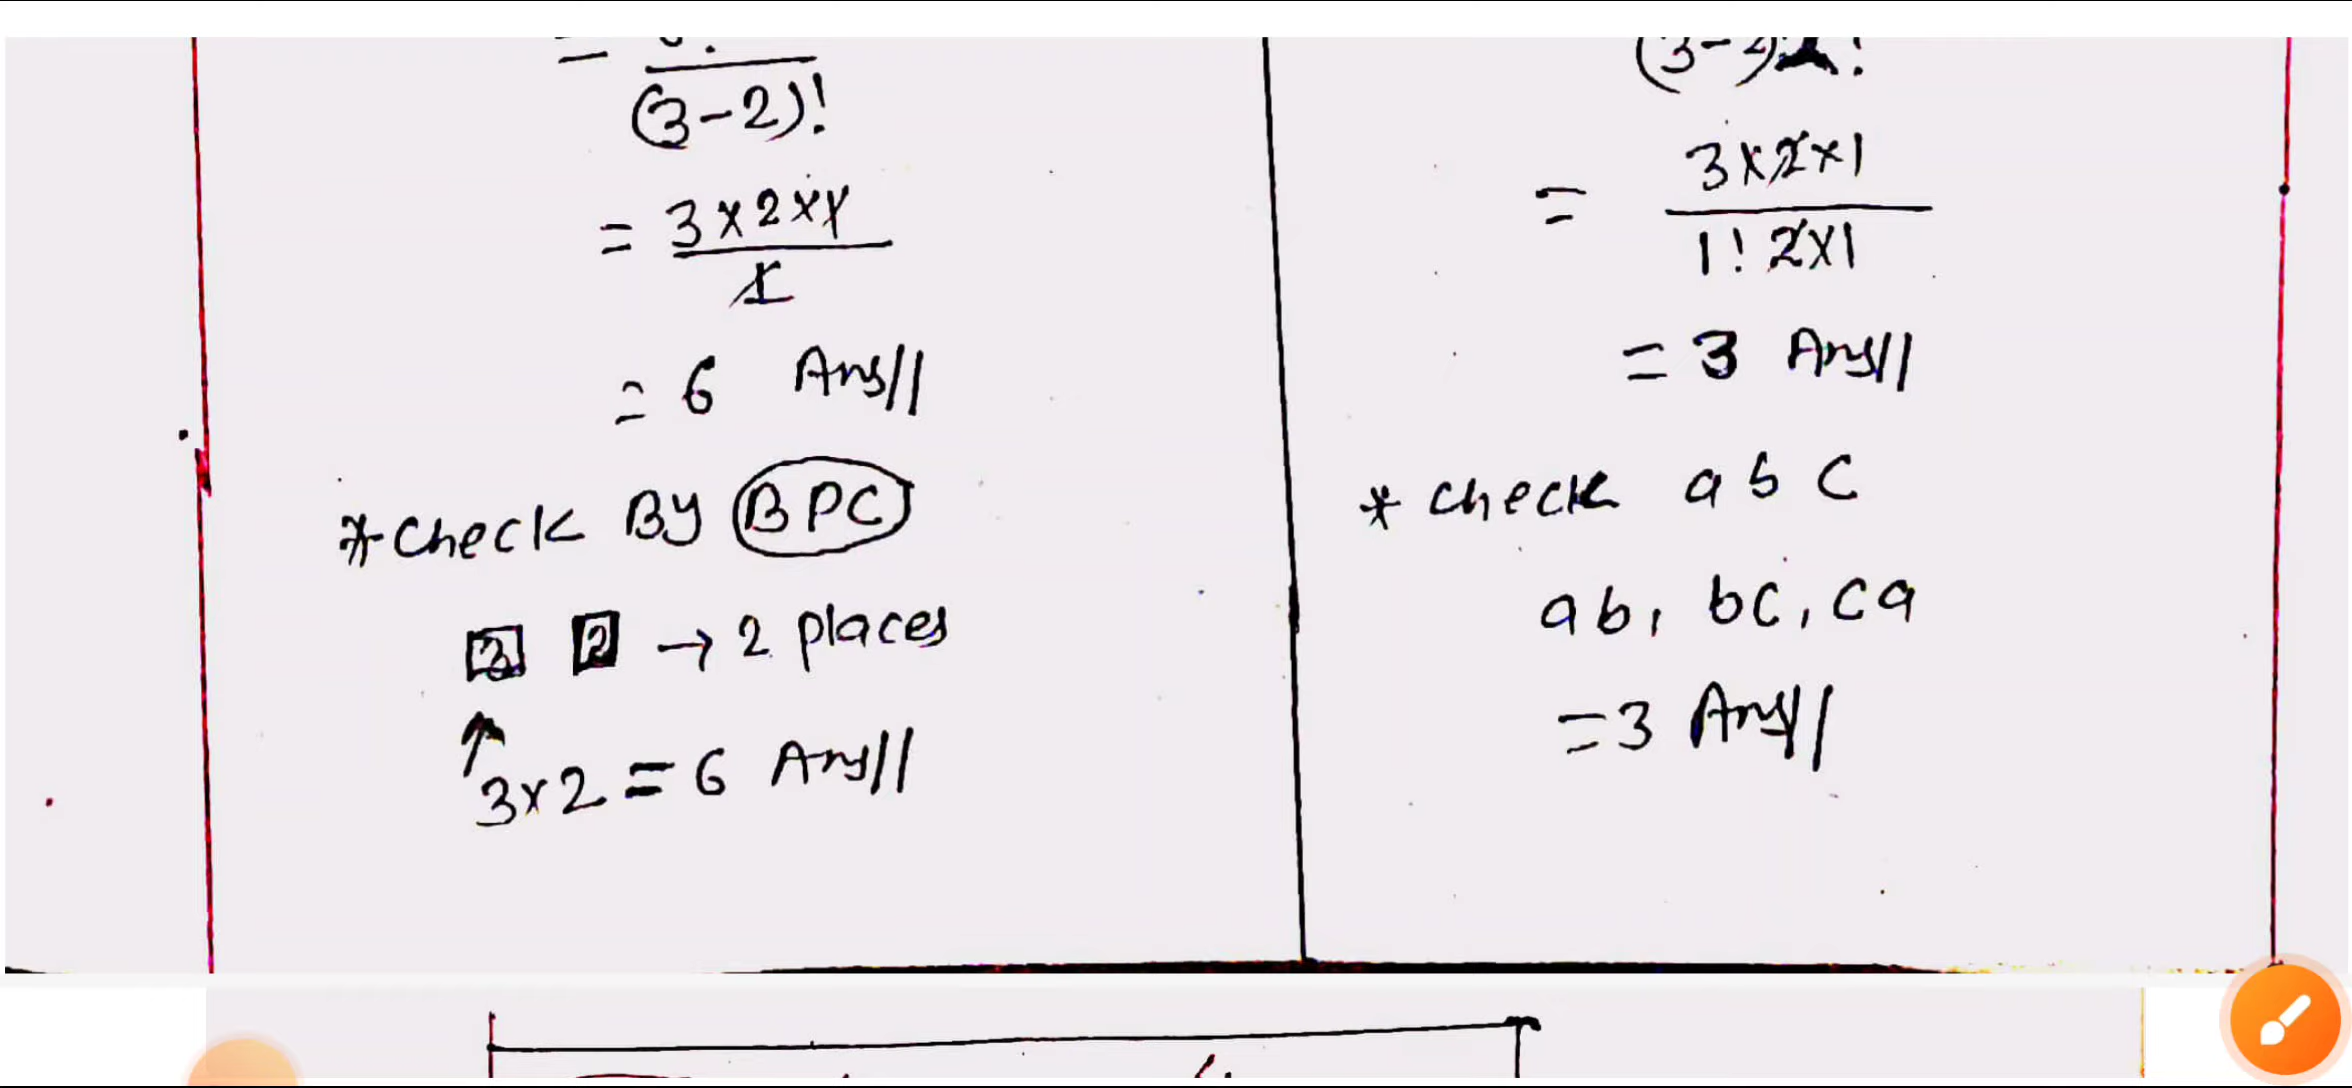 (3-2)!
= 3×2×1
1
= 6 Ans//
*Check By BPC
3 2 → 2 places
↑
3×2 = 6 Ans//
= 3×2×1
1! 2×1
= 3 Ans//
* Check a b c
ab, bc, ca
= 3 Ans//